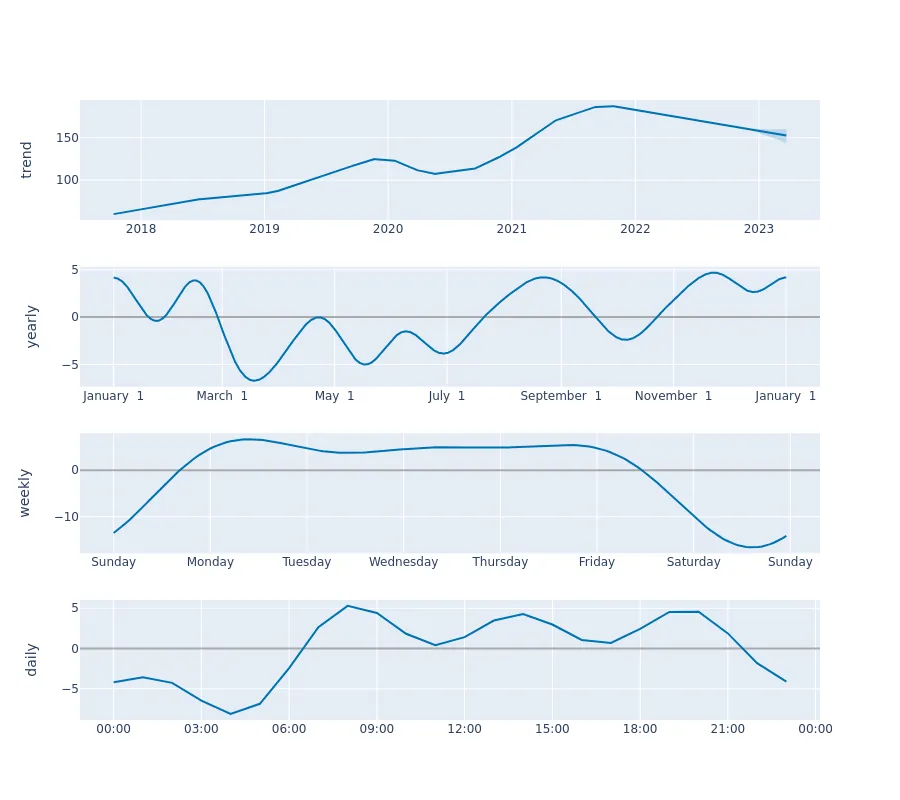 trend
150
100
2018 2019 2020 2021 2022 2023
yearly
5
0
−5
January 1 March 1 May 1 July 1 September 1 November 1 January 1
weekly
0
−10
Sunday Monday Tuesday Wednesday Thursday Friday Saturday Sunday
daily
5
0
−5
00:00 03:00 06:00 09:00 12:00 15:00 18:00 21:00 00:00